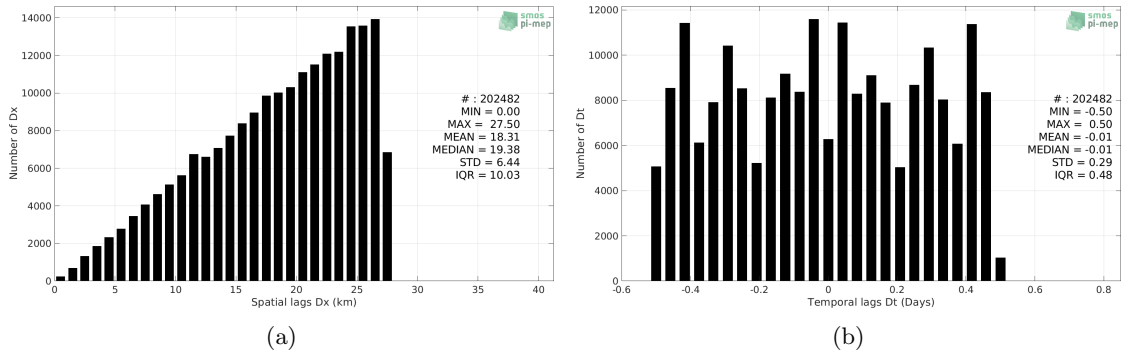 14000
12000
10000
8000
6000
4000
2000
0
Number of Dx
0 5 10 15 20 25 30 35 40
Spatial lags Dx (km)
smos
pi-mep
# : 202482
MIN = 0.00
MAX = 27.50
MEAN = 18.31
MEDIAN = 19.38
STD = 6.44
IQR = 10.03
(a)
12000
10000
8000
6000
4000
2000
0
Number of Dt
-0.6 -0.4 -0.2 0 0.2 0.4 0.6 0.8
Temporal lags Dt (Days)
smos
pi-mep
# : 202482
MIN = -0.50
MAX = 0.50
MEAN = -0.01
MEDIAN = -0.01
STD = 0.29
IQR = 0.48
(b)